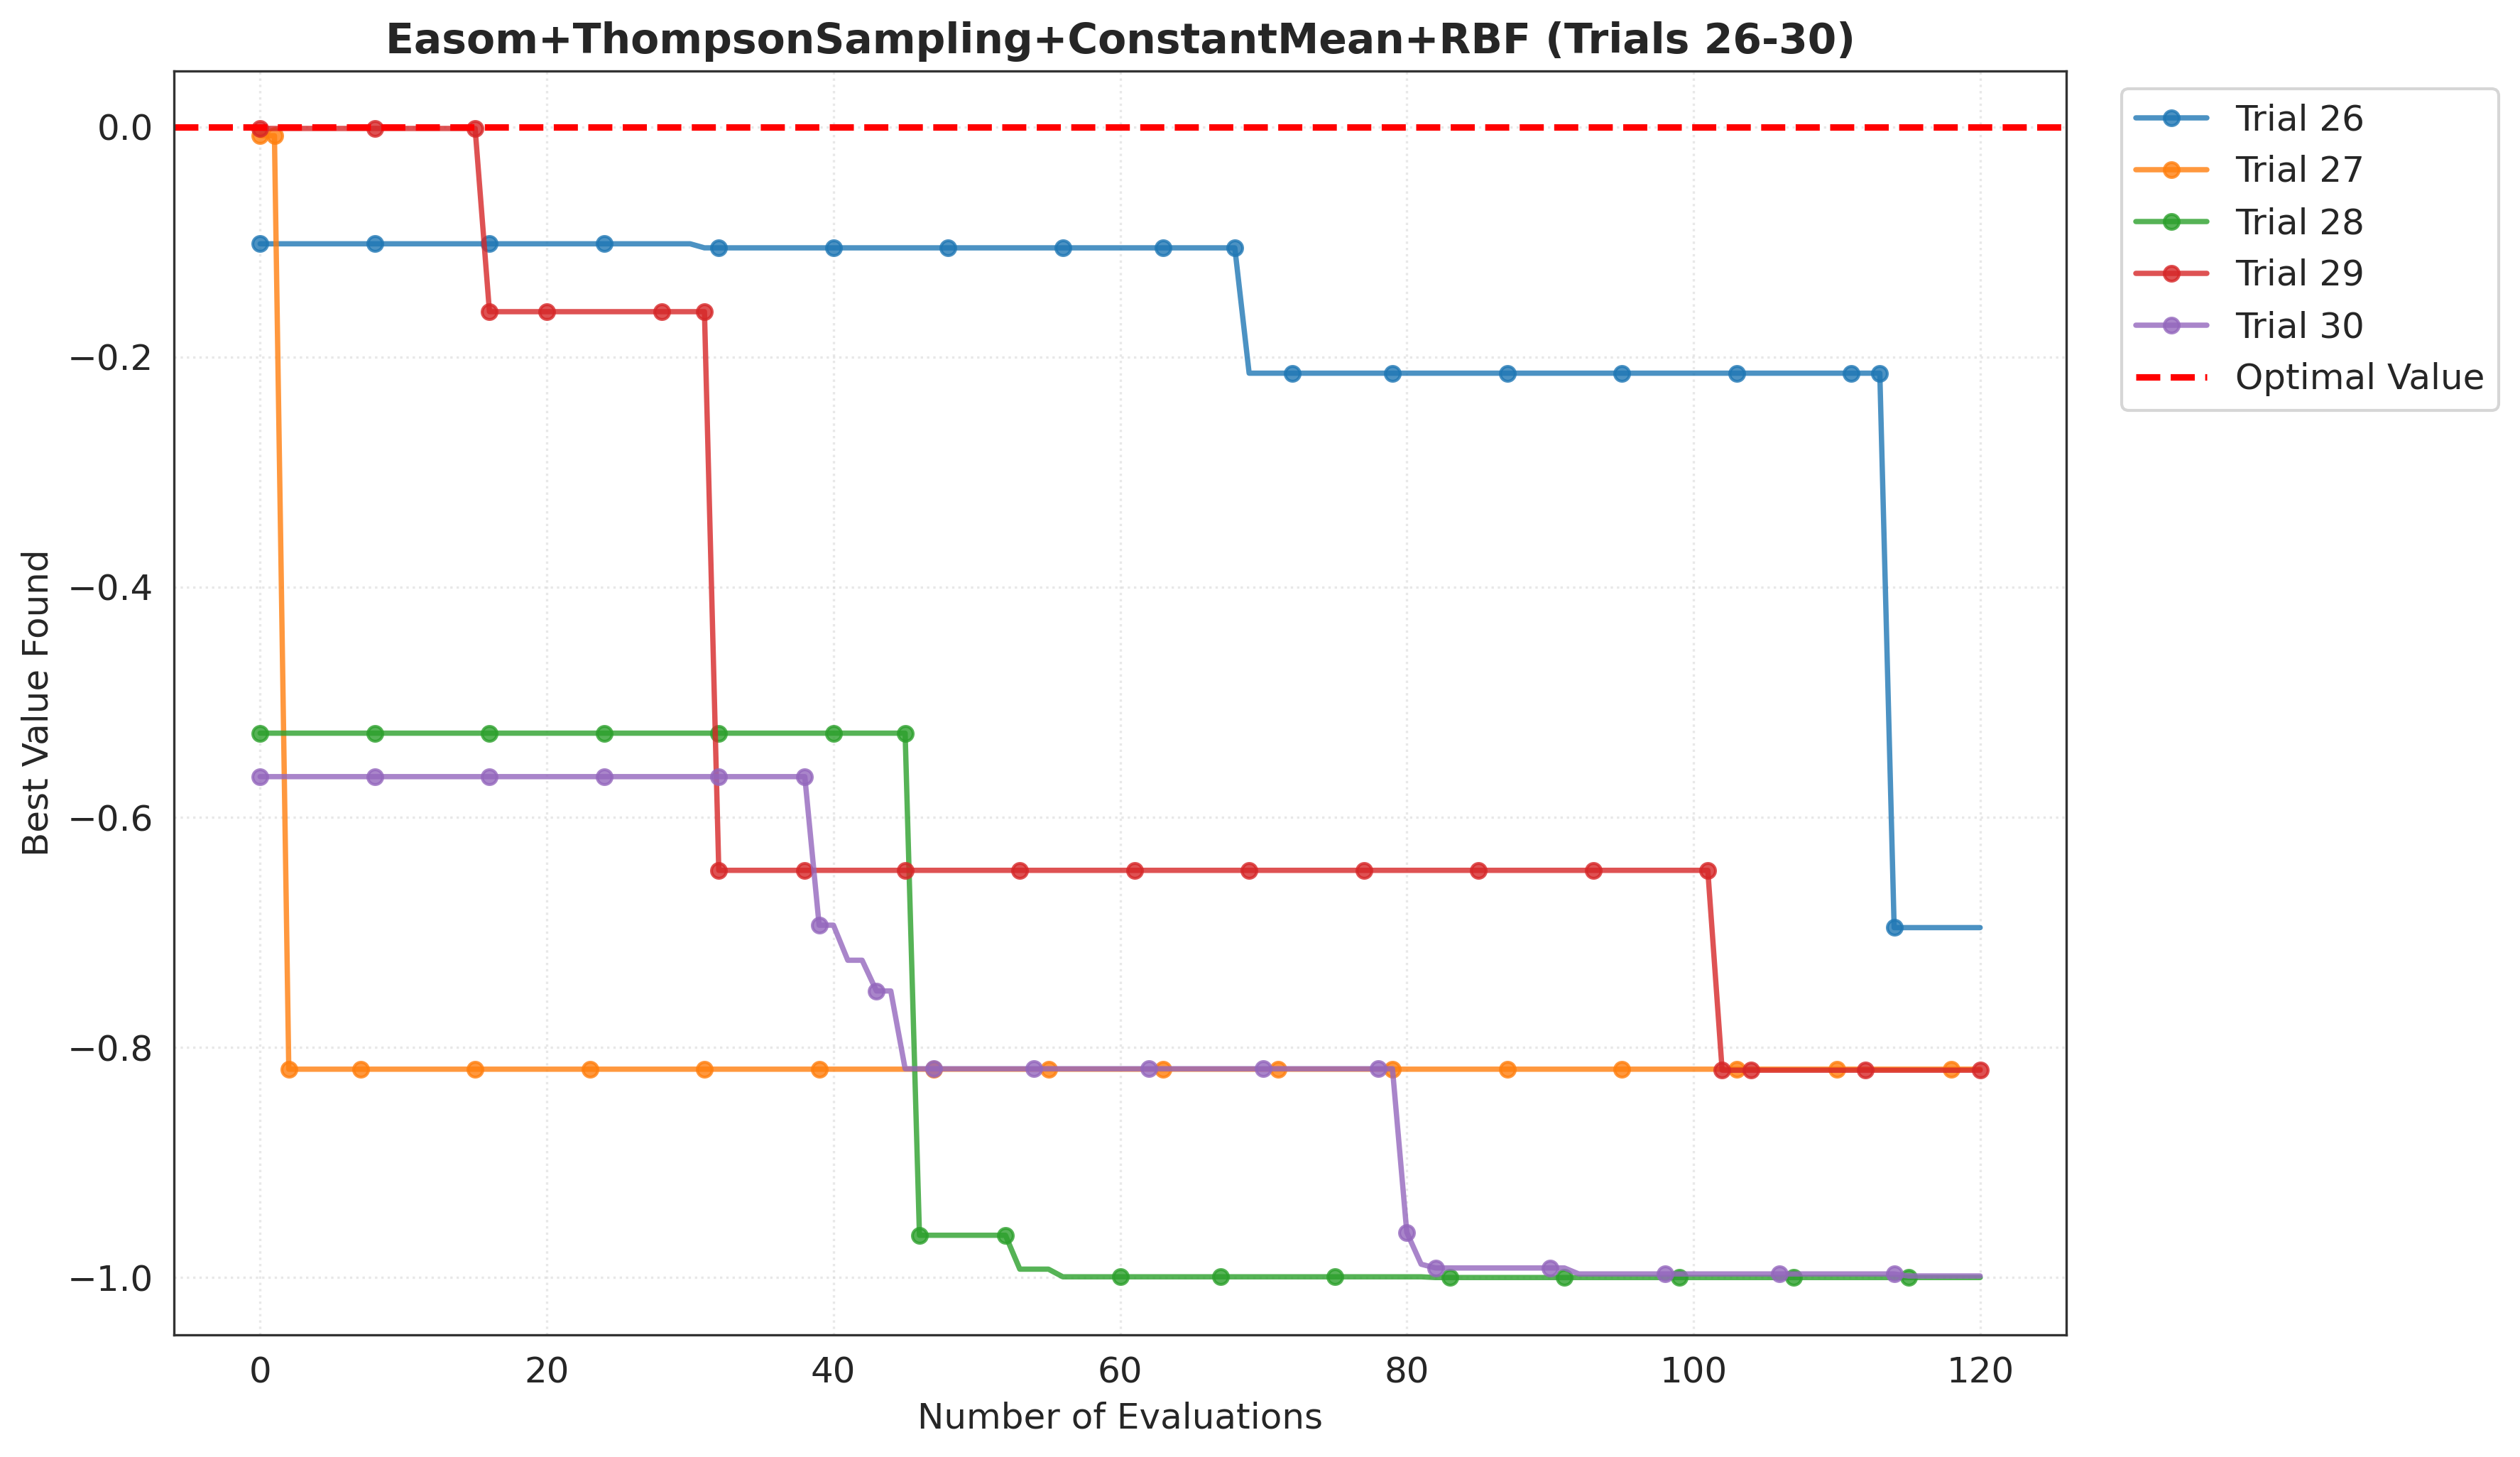 Easom+ThompsonSampling+ConstantMean+RBF (Trials 26-30)
Trial 26
Trial 27
Trial 28
Trial 29
Trial 30
Optimal Value
Best Value Found
0.0
−0.2
−0.4
−0.6
−0.8
−1.0
0 20 40 60 80 100 120
Number of Evaluations